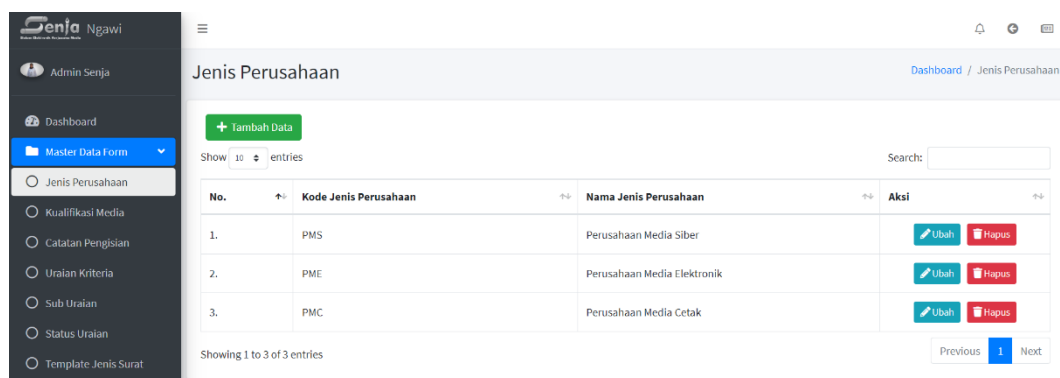 Senja Ngawi
Admin Senja
Dashboard
Master Data Form
Jenis Perusahaan
Kualifikasi Media
Catatan Pengisian
Uraian Kriteria
Sub Uraian
Status Uraian
Template Jenis Surat
Jenis Perusahaan
Dashboard / Jenis Perusahaan
+ Tambah Data
Show 10 entries
Search:
No. Kode Jenis Perusahaan Nama Jenis Perusahaan Aksi
1. PMS Perusahaan Media Siber Ubah Hapus
2. PME Perusahaan Media Elektronik Ubah Hapus
3. PMC Perusahaan Media Cetak Ubah Hapus
Showing 1 to 3 of 3 entries
Previous 1 Next